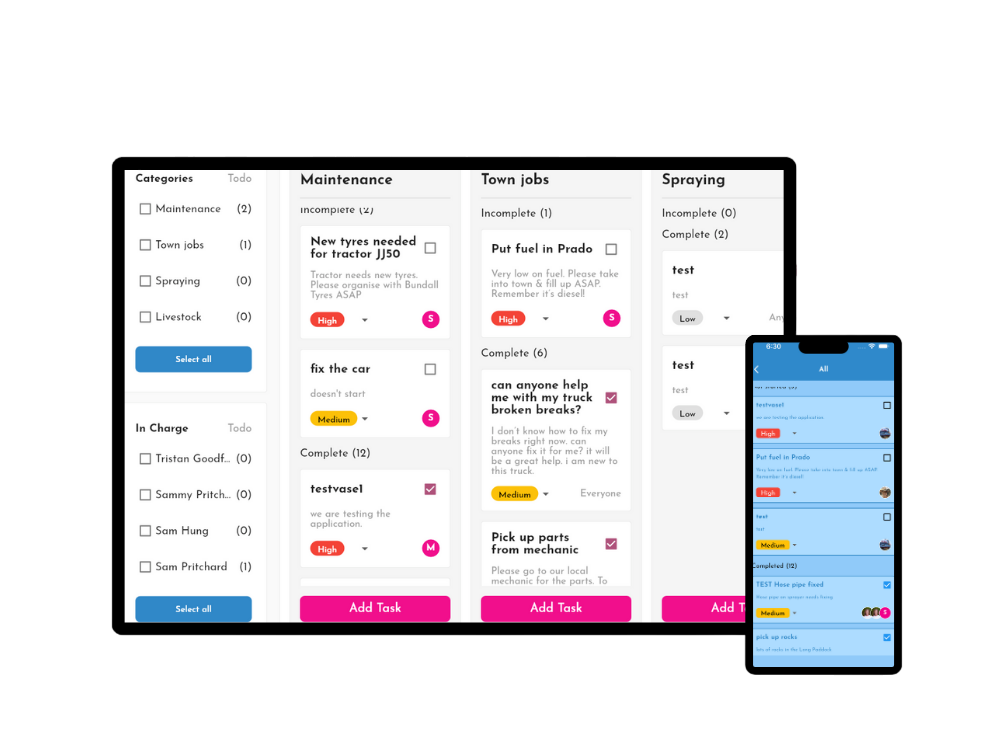 Categories Todo
Maintenance (2)
Town jobs (1)
Spraying (0)
Livestock (0)
Select all
In Charge Todo
Tristan Goodf... (0)
Sammy Pritch... (0)
Sam Hung (0)
Sam Pritchard (1)
Select all
Maintenance
Incomplete (2)
New tyres needed
for tractor JJ50
Tractor needs new tyres.
Please organise with Bundall
Tyres ASAP
High S
fix the car
doesn't start
Medium S
Complete (12)
testvase1
we are testing the
application.
High M
Add Task
Town jobs
Incomplete (1)
Put fuel in Prado
Very low on fuel. Please take
into town & fill up ASAP.
Remember it's diesel!
High S
Complete (6)
can anyone help
me with my truck
broken breaks?
I don't know how to fix my
breaks right now. can
anyone fix it for me? it will
be a great help. i am new to
this truck.
Medium Everyone
Pick up parts
from mechanic
Please go to our local
mechanic for the parts. To
Add Task
Spraying
Incomplete (0)
Complete (2)
test
test
Low Any
test
test
Low
Add T
6:30
All
testvase1
we are testing the application.
High
Put fuel in Prado
Very low on fuel. Please take into town & fill up ASAP.
Remember it's diesel!
High
test
test
Medium
Completed (12)
TEST Hose pipe fixed
Hose pipe on sprayer needs fixing
Medium S
pick up rocks
lots of rocks in the Long Paddock